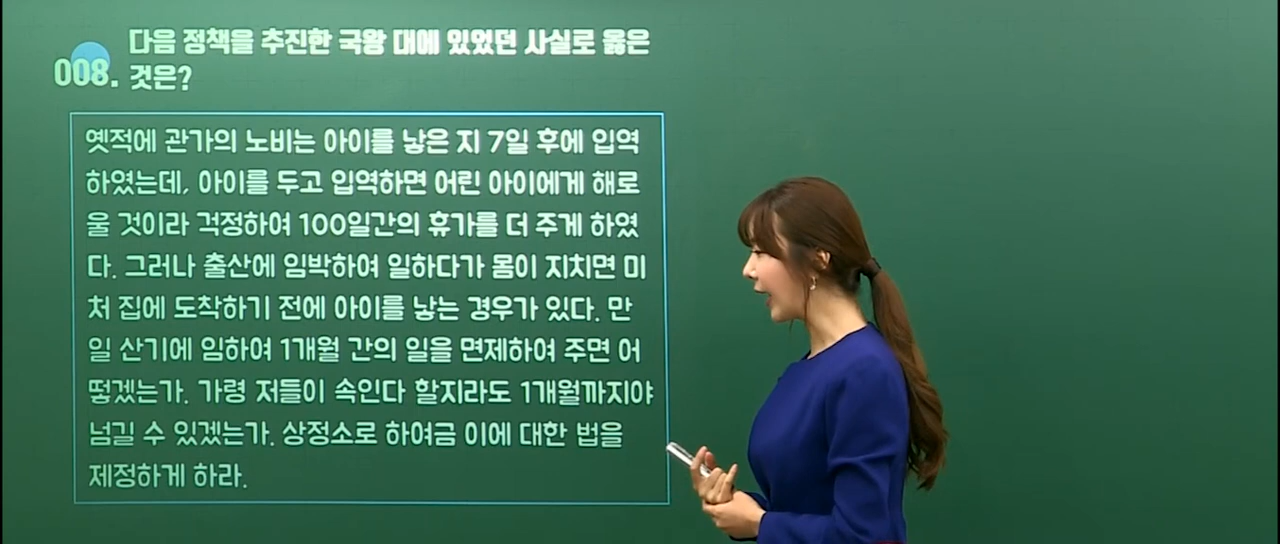 다음 정책을 추진한 국왕 대에 있었던 사실로 옳은
008. 것은?
옛적에 관가의 노비는 아이를 낳은 지 7일 후에 입역
하였는데, 아이를 두고 입역하면 어린 아이에게 해로
울 것이라 걱정하여 100일간의 휴가를 더 주게 하였
다. 그러나 출산에 임박하여 일하다가 몸이 지치면 미
처 집에 도착하기 전에 아이를 낳는 경우가 있다. 만
일 산기에 임하여 1개월 간의 일을 면제하여 주면 어
떻겠는가. 가령 저들이 속인다 할지라도 1개월까지야
넘길 수 있겠는가. 상정소로 하여금 이에 대한 법을
제정하게 하라.